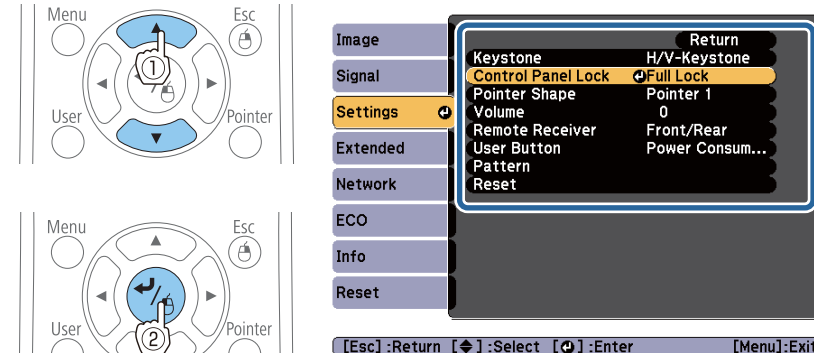 Menu
Esc
①
User
Pointer
Menu
Esc
User
②
Pointer
Image
Signal
Settings
Extended
Network
ECO
Info
Reset
Return
Keystone H/V-Keystone
Control Panel Lock Full Lock
Pointer Shape Pointer 1
Volume 0
Remote Receiver Front/Rear
User Button Power Consum...
Pattern
Reset
[Esc] :Return [◆] :Select [⏎] :Enter [Menu]:Exit